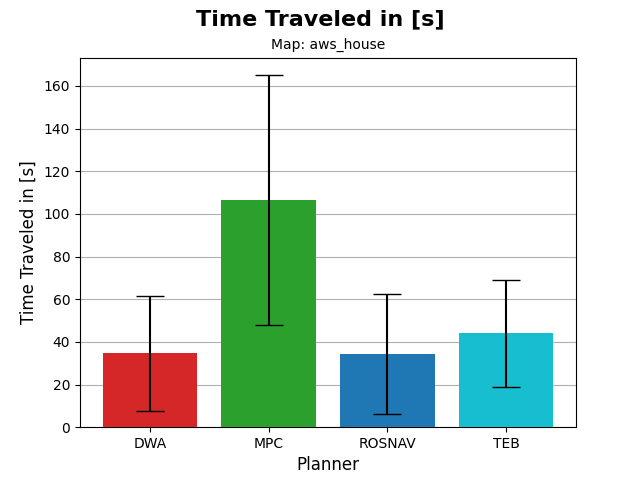 Time Traveled in [s]
Map: aws_house
160
140
120
100
80
60
40
20
0
Time Traveled in [s]
DWA MPC ROSNAV TEB
Planner